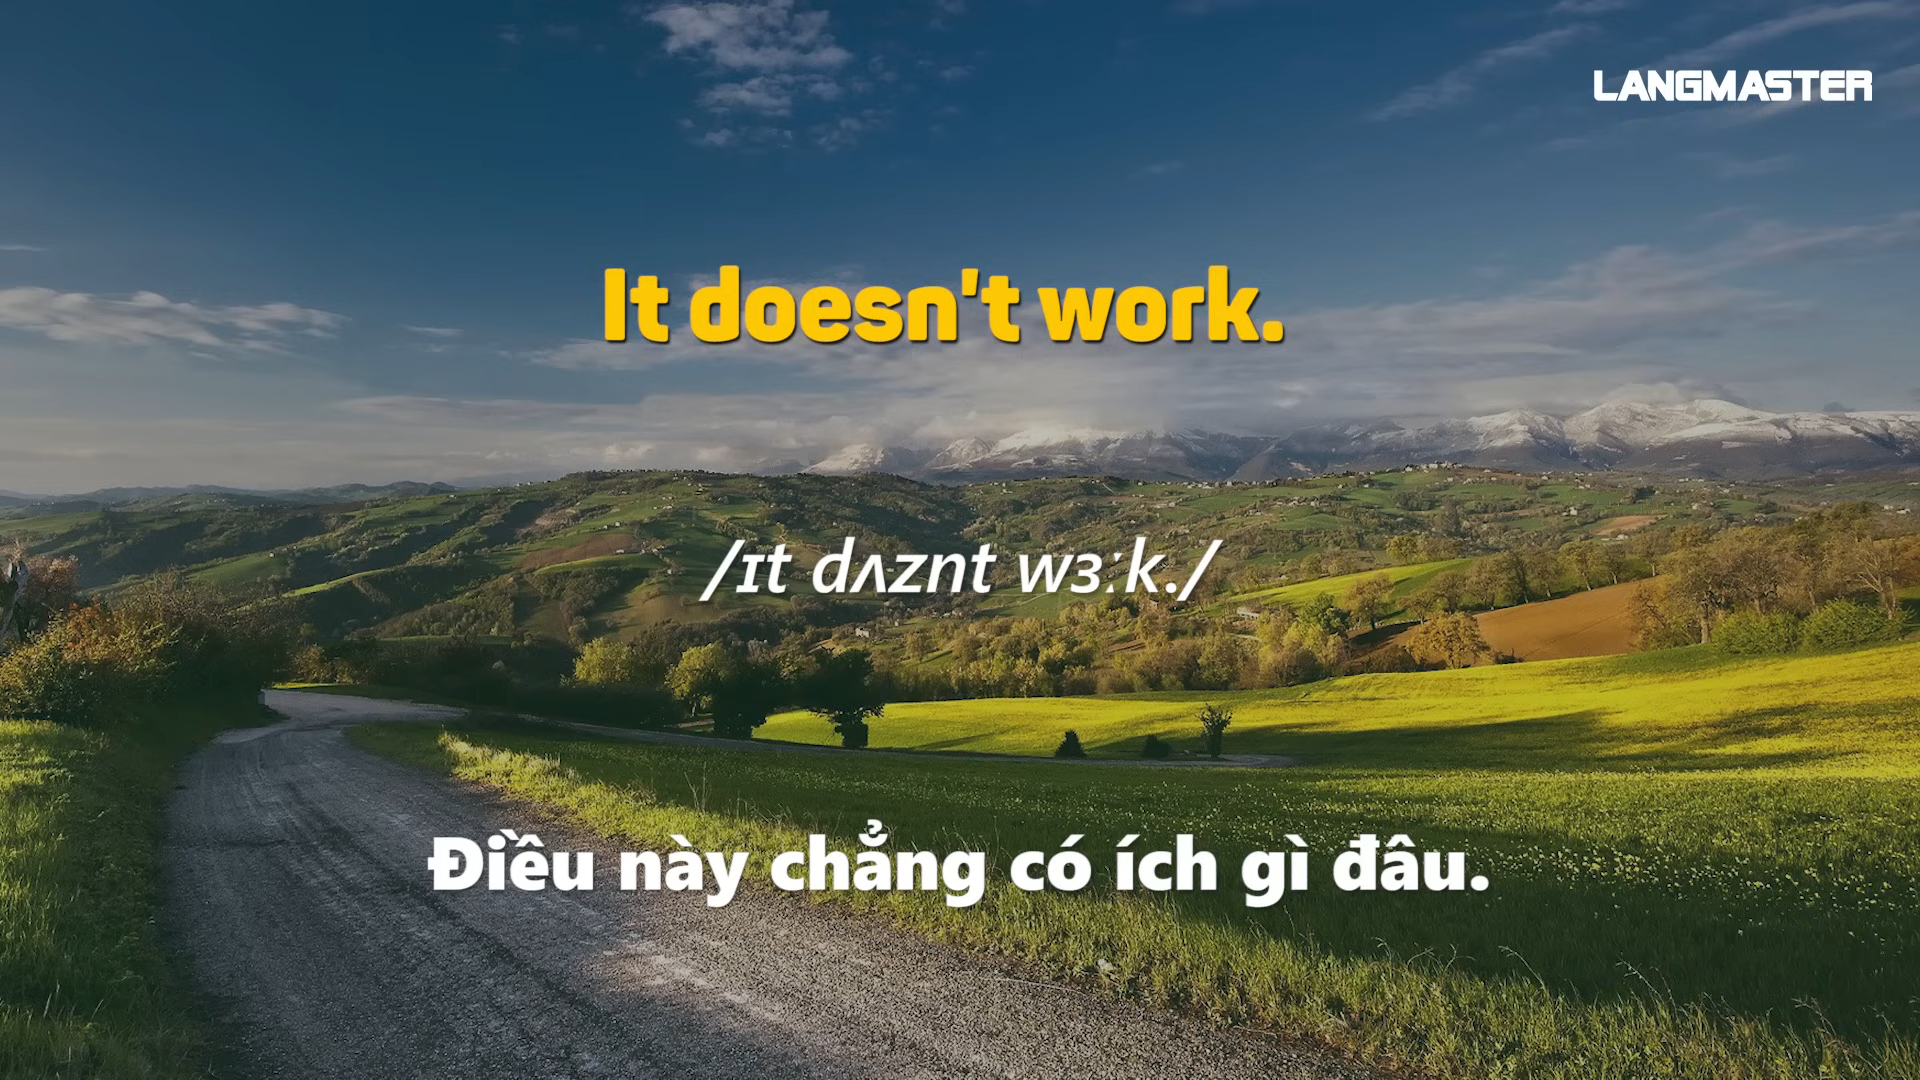 LANGMASTER
It doesn't work.
/ɪt dʌznt wɜːk./
Điều này chẳng có ích gì đâu.